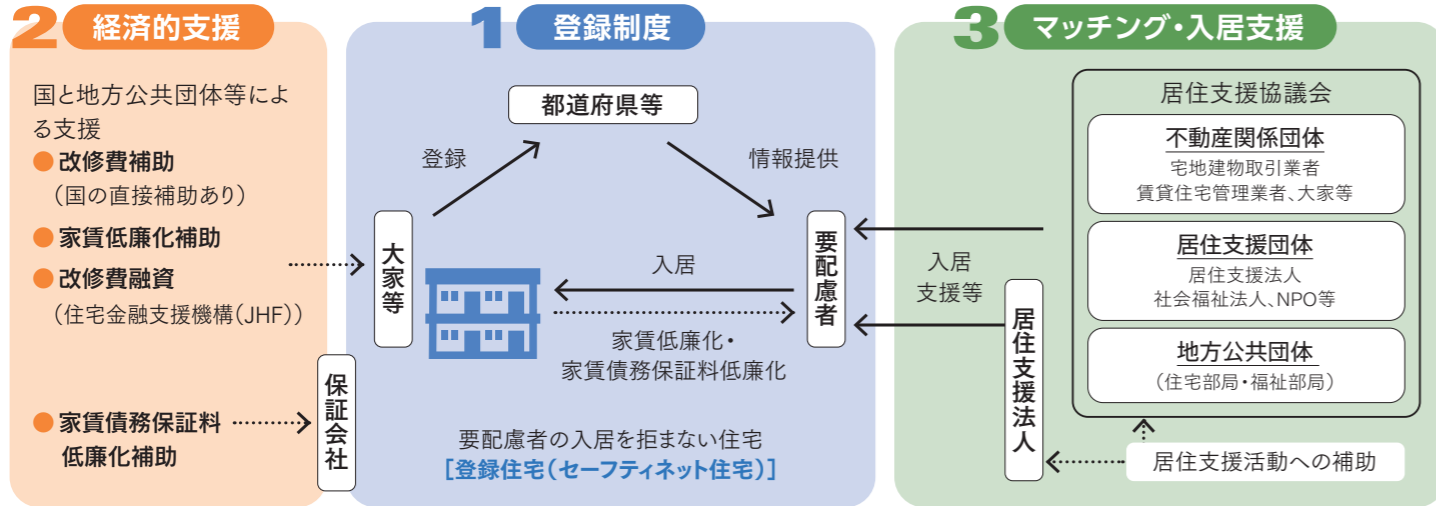 2 経済的支援
国と地方公共団体等によ
る支援
● 改修費補助
（国の直接補助あり）
● 家賃低廉化補助
● 改修費融資
（住宅金融支援機構（JHF））
● 家賃債務保証料
低廉化補助
保証会社
1 登録制度
都道府県等
登録
情報提供
大家等
要配慮者
入居
家賃低廉化・
家賃債務保証料低廉化
要配慮者の入居を拒まない住宅
［登録住宅（セーフティネット住宅）］
3 マッチング・入居支援
入居
支援等
居住支援法人
居住支援協議会
不動産関係団体
宅地建物取引業者
賃貸住宅管理業者、大家等
居住支援団体
居住支援法人
社会福祉法人、NPO等
地方公共団体
（住宅部局・福祉部局）
居住支援活動への補助